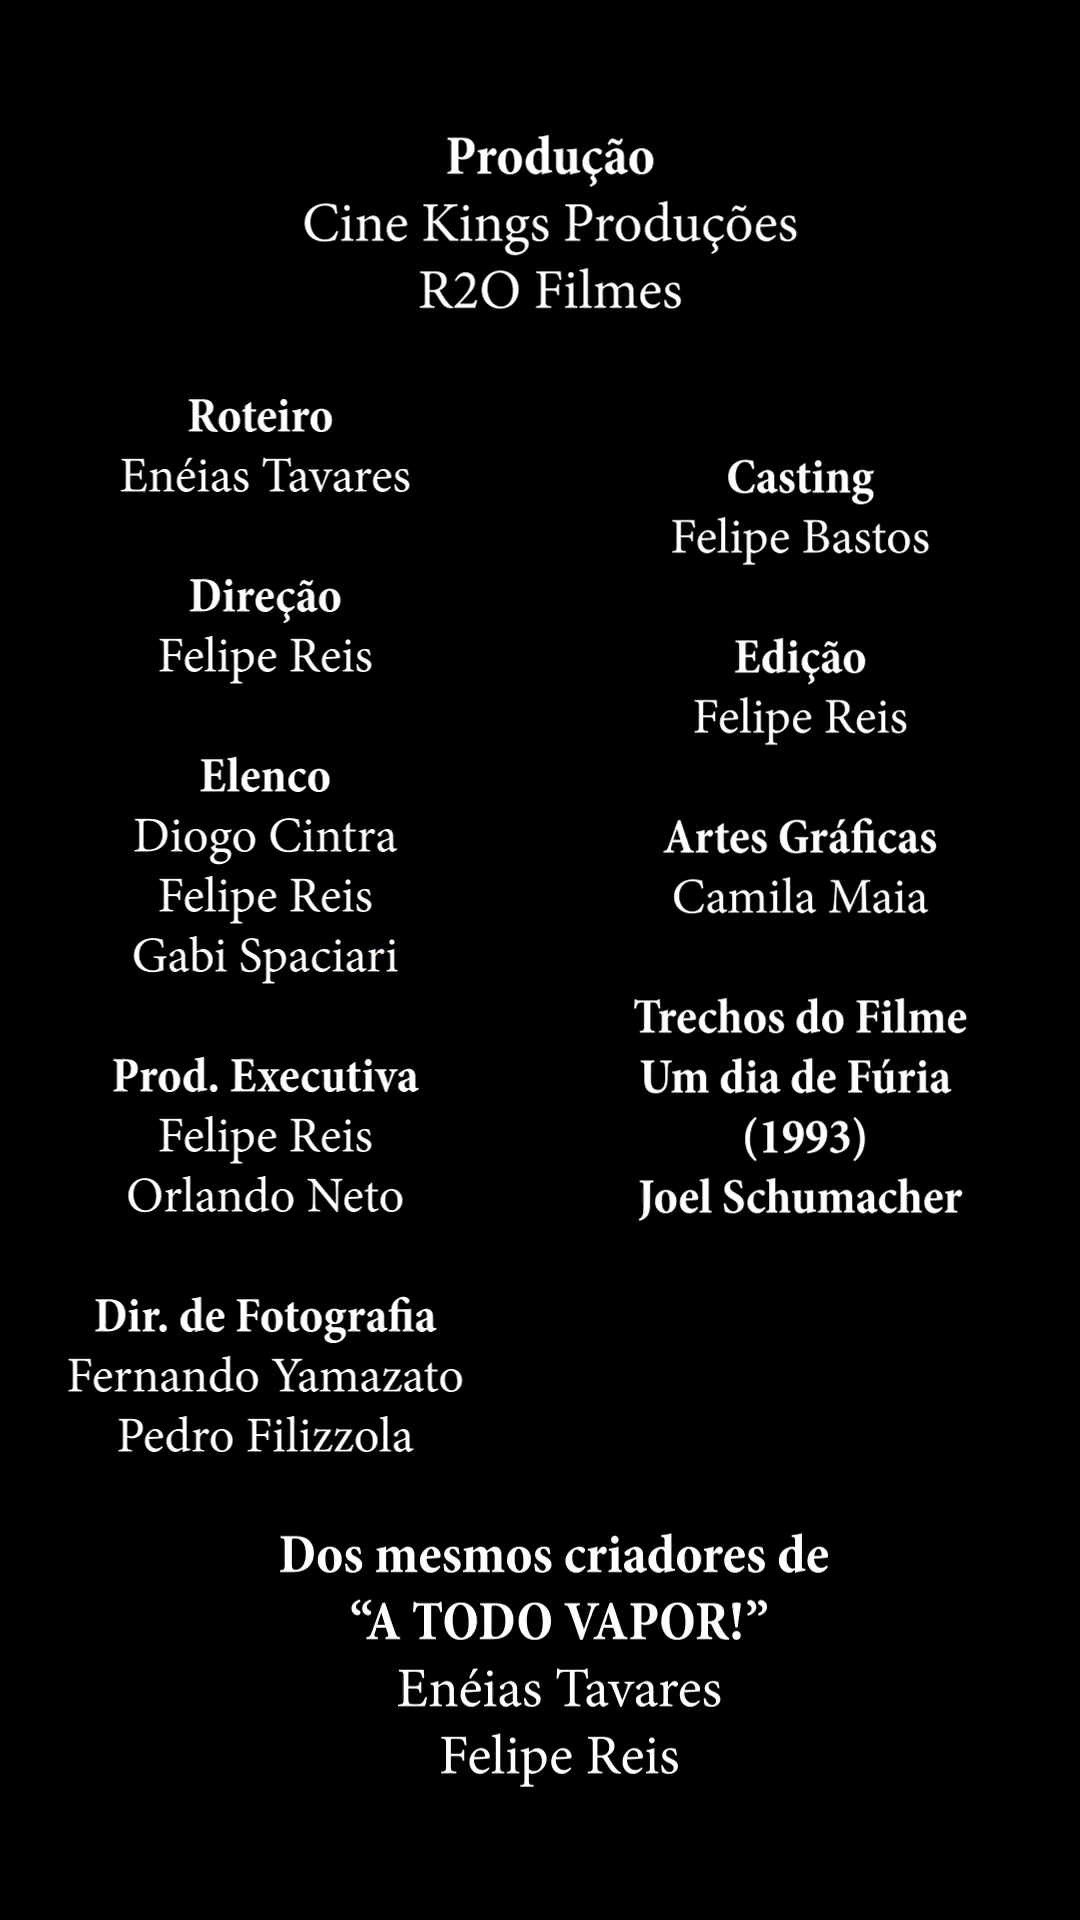 Produção
Cine Kings Produções
R2O Filmes
Roteiro
Enéias Tavares
Direção
Felipe Reis
Elenco
Diogo Cintra
Felipe Reis
Gabi Spaciari
Prod. Executiva
Felipe Reis
Orlando Neto
Dir. de Fotografia
Fernando Yamazato
Pedro Filizzola
Casting
Felipe Bastos
Edição
Felipe Reis
Artes Gráficas
Camila Maia
Trechos do Filme
Um dia de Fúria
(1993)
Joel Schumacher
Dos mesmos criadores de
“A TODO VAPOR!”
Enéias Tavares
Felipe Reis